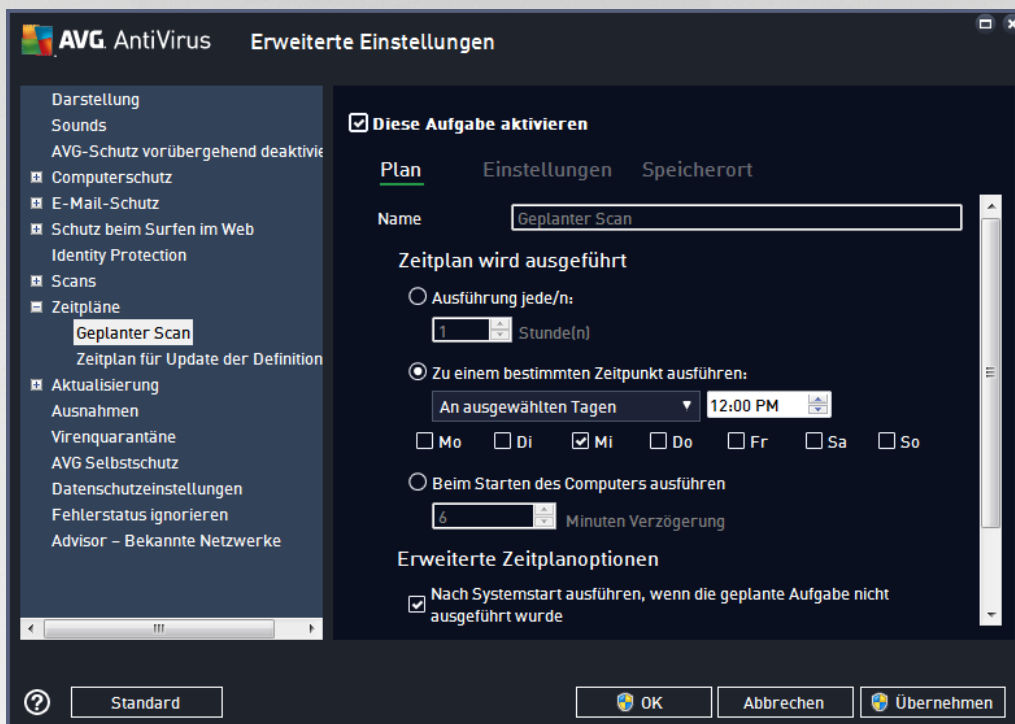 AVG. AntiVirus Erweiterte Einstellungen
Darstellung
Sounds
AVG-Schutz vorübergehend deaktivie
Computerschutz
E-Mail-Schutz
Schutz beim Surfen im Web
Identity Protection
Scans
Zeitpläne
Geplanter Scan
Zeitplan für Update der Definition
Aktualisierung
Ausnahmen
Virenquarantäne
AVG Selbstschutz
Datenschutzeinstellungen
Fehlerstatus ignorieren
Advisor – Bekannte Netzwerke
Diese Aufgabe aktivieren
Plan Einstellungen Speicherort
Name Geplanter Scan
Zeitplan wird ausgeführt
Ausführung jede/n:
1 Stunde(n)
Zu einem bestimmten Zeitpunkt ausführen:
An ausgewählten Tagen 12:00 PM
Mo Di Mi Do Fr Sa So
Beim Starten des Computers ausführen
6 Minuten Verzögerung
Erweiterte Zeitplanoptionen
Nach Systemstart ausführen, wenn die geplante Aufgabe nicht
ausgeführt wurde
? Standard OK Abbrechen Übernehmen